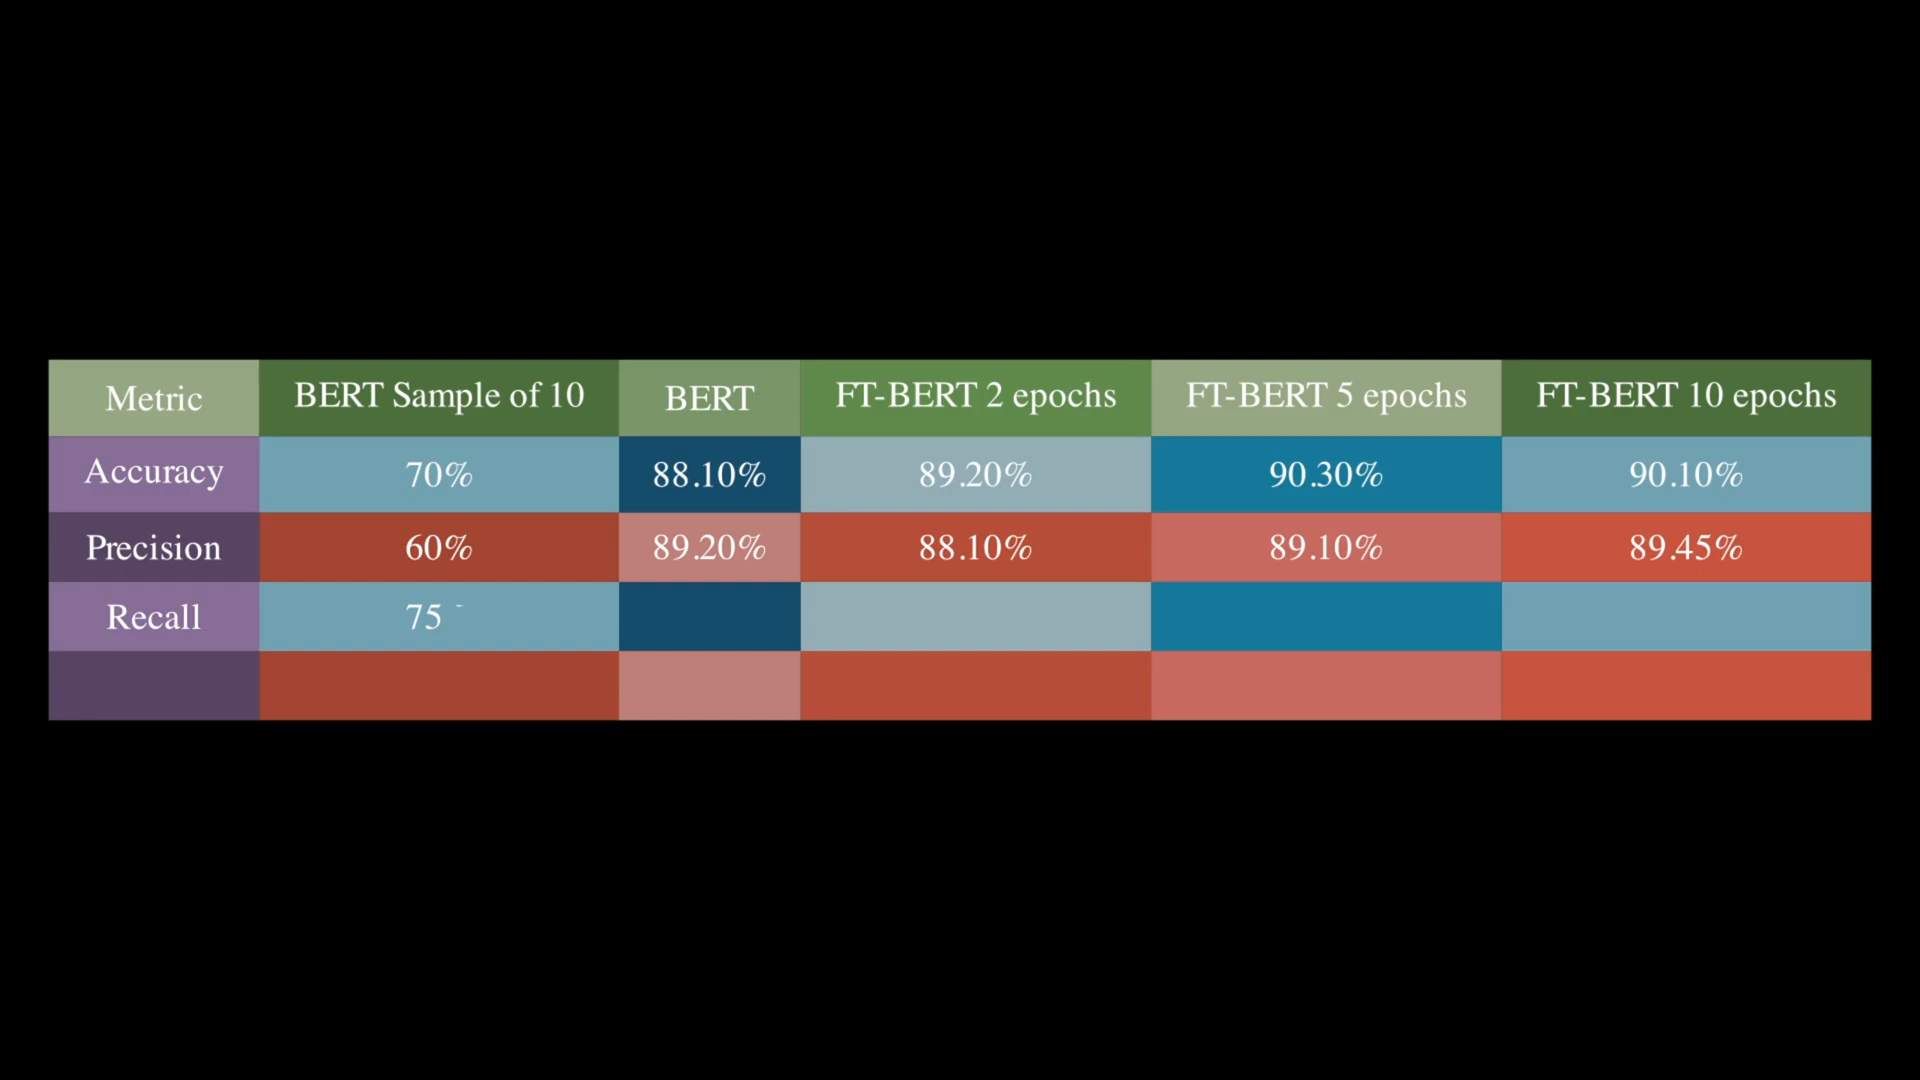 Metric BERT Sample of 10 BERT FT-BERT 2 epochs FT-BERT 5 epochs FT-BERT 10 epochs
Accuracy 70% 88.10% 89.20% 90.30% 90.10%
Precision 60% 89.20% 88.10% 89.10% 89.45%
Recall 75